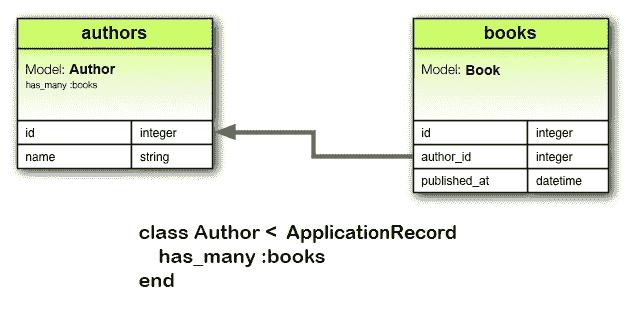 authors
Model: Author
has_many :books
id integer
name string
books
Model: Book
id integer
author_id integer
published_at datetime
class Author < ApplicationRecord
has_many :books
end